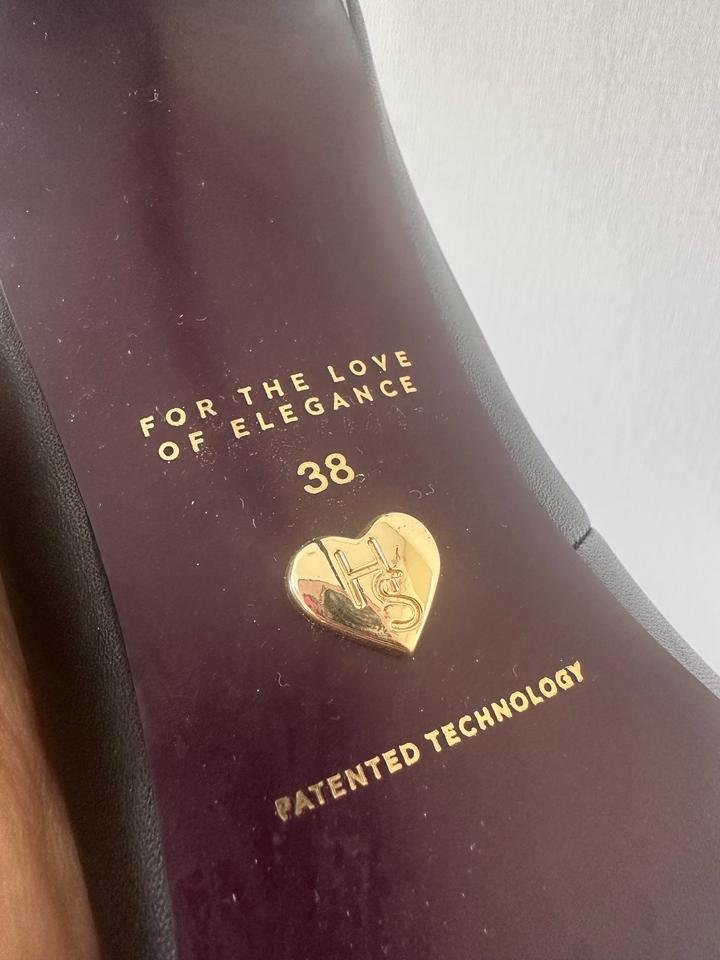 FOR THE LOVE
OF ELEGANCE
38
HS
PATENTED TECHNOLOGY